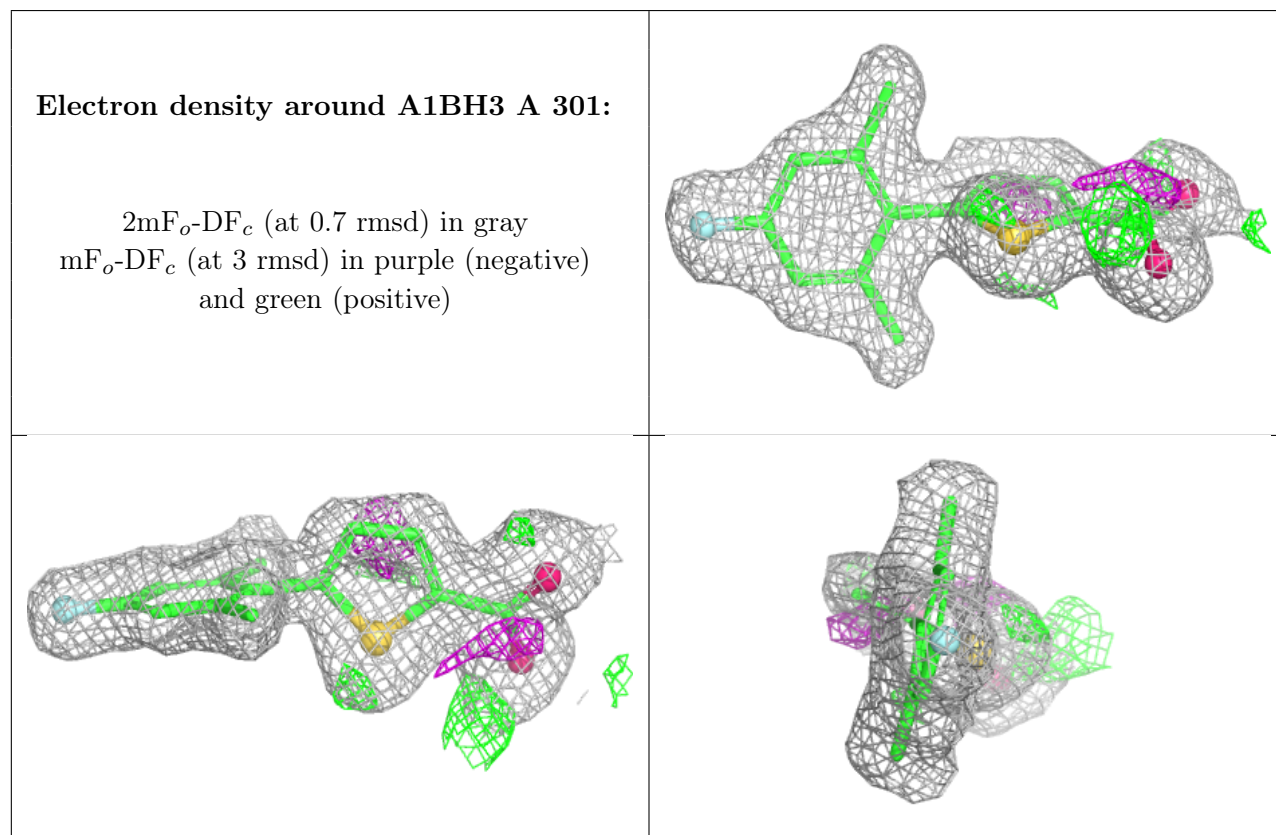 Electron density around A1BH3 A 301:
2mFo-DFc (at 0.7 rmsd) in gray
mFo-DFc (at 3 rmsd) in purple (negative)
and green (positive)